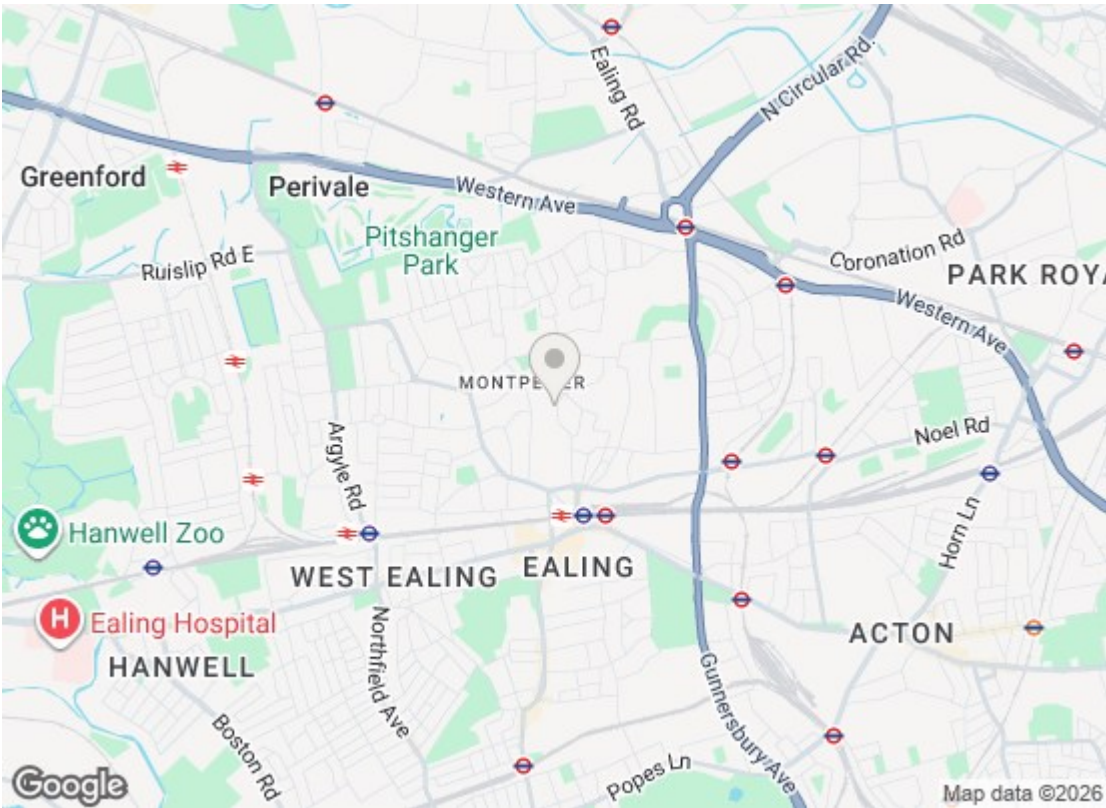 Ealing Rd
N Circular Rd.
Greenford
Perivale
Western Ave
Pitshanger
Park
Ruislip Rd E
Coronation Rd
PARK ROYA
Western Ave
Argyle Rd
Noel Rd
Hanwell Zoo
Horn Ln
WEST EALING
EALING
H
Ealing Hospital
HANWELL
Northfield Ave
ACTON
Gunnersbury Ave
Boston Rd
Popes Ln
Google
Map data ©2026